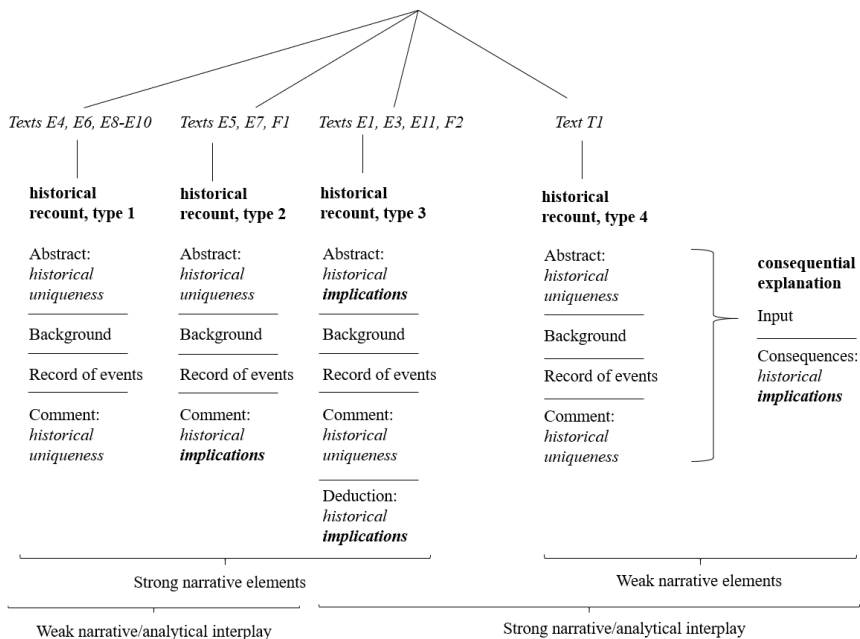 Texts E4, E6, E8-E10
Texts E5, E7, F1
Texts E1, E3, E11, F2
Text T1
historical
recount, type 1
Abstract:
historical
uniqueness
Background
Record of events
Comment:
historical
uniqueness
historical
recount, type 2
Abstract:
historical
uniqueness
Background
Record of events
Comment:
historical
implications
historical
recount, type 3
Abstract:
historical
implications
Background
Record of events
Comment:
historical
uniqueness
Deduction:
historical
implications
historical
recount, type 4
Abstract:
historical
uniqueness
Background
Record of events
Comment:
historical
uniqueness
consequential
explanation
Input
Consequences:
historical
implications
Strong narrative elements
Weak narrative elements
Weak narrative/analytical interplay
Strong narrative/analytical interplay